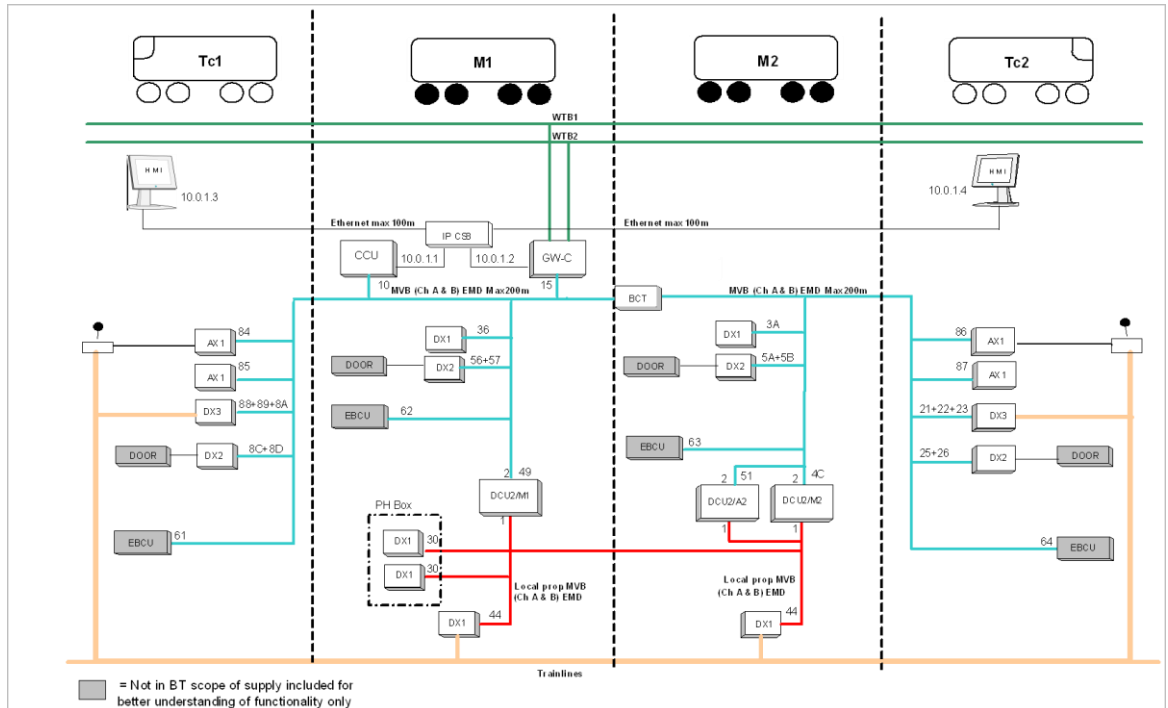 Tc1
M1
M2
Tc2
WTB1
WTB2
HMI
10.0.1.3
HMI
10.0.1.4
Ethernet max 100m
IP CSB
Ethernet max 100m
CCU
10.0.1.1
10.0.1.2
GW-C
10
15
MVB (Ch A & B) EMD Max200m
BCT
MVB (Ch A & B) EMD Max200m
AX1
84
AX1
85
DX3
88+89+8A
DOOR
DX2
8C+8D
EBCU
61
DX1
36
DOOR
DX2
56+57
EBCU
62
2
49
DCU2/M1
1
PH Box
DX1
30
DX1
30
Local prop MVB
(Ch A & B) EMD
DX1
44
DX1
3A
DOOR
DX2
5A+5B
EBCU
63
2
51
2
4C
DCU2/A2
DCU2/M2
1
1
Local prop MVB
(Ch A & B) EMD
DX1
44
86
AX1
87
AX1
21+22+23
DX3
25+26
DX2
DOOR
64
EBCU
Trainlines
= Not in BT scope of supply included for
better understanding of functionality only